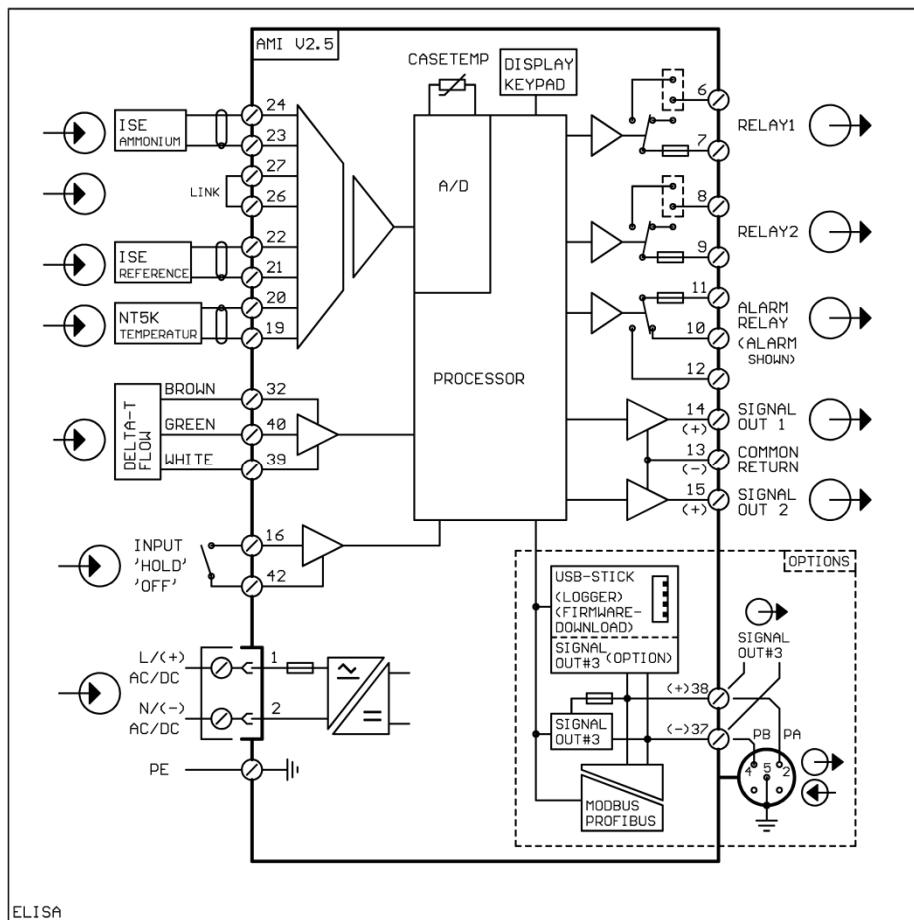 AMI V2.5
CASETEMP
DISPLAY
KEYPAD
24
ISE
AMMONIUM
23
27
LINK
26
22
ISE
REFERENCE
21
20
NT5K
TEMPERATUR
19
A/D
PROCESSOR
6
RELAY1
7
8
RELAY2
9
11
ALARM
RELAY
10
(ALARM
SHOWN)
12
BROWN
32
DELTA-T
FLOW
GREEN
40
WHITE
39
14
(+)
SIGNAL
OUT 1
13
(-)
COMMON
RETURN
15
(+)
SIGNAL
OUT 2
INPUT
'HOLD'
'OFF'
16
42
OPTIONS
USB-STICK
(LOGGER)
(FIRMWARE-
DOWNLOAD)
SIGNAL
OUT#3 (OPTION)
SIGNAL
OUT#3
L/(+)
AC/DC
1
N/(-)
AC/DC
2
PE
(+)38
SIGNAL
OUT#3
(-)37
PB PA
4 5 2
MODBUS
PROFIBUS
ELISA